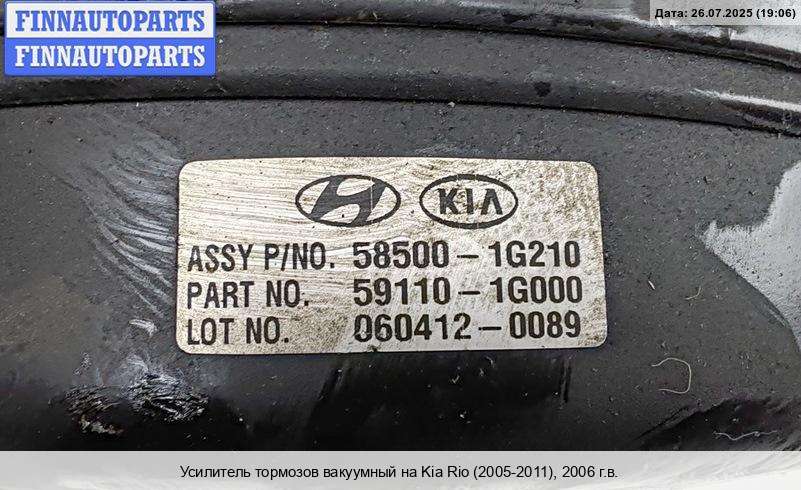 FINNAUTOPARTS
FINNAUTOPARTS
Дата: 26.07.2025 (19:06)
H KIA
ASSY P/NO. 58500-1G210
PART NO. 59110-1G000
LOT NO. 060412-0089
Усилитель тормозов вакуумный на Kia Rio (2005-2011), 2006 г.в.